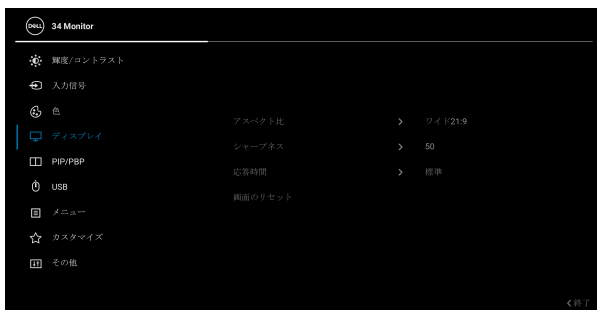 DELL 34 Monitor
輝度/コントラスト
入力信号
色
アスペクト比 ワイド21:9
ディスプレイ
シャープネス 50
PIP/PBP
応答時間 標準
USB
画面のリセット
メニュー
カスタマイズ
その他
終了